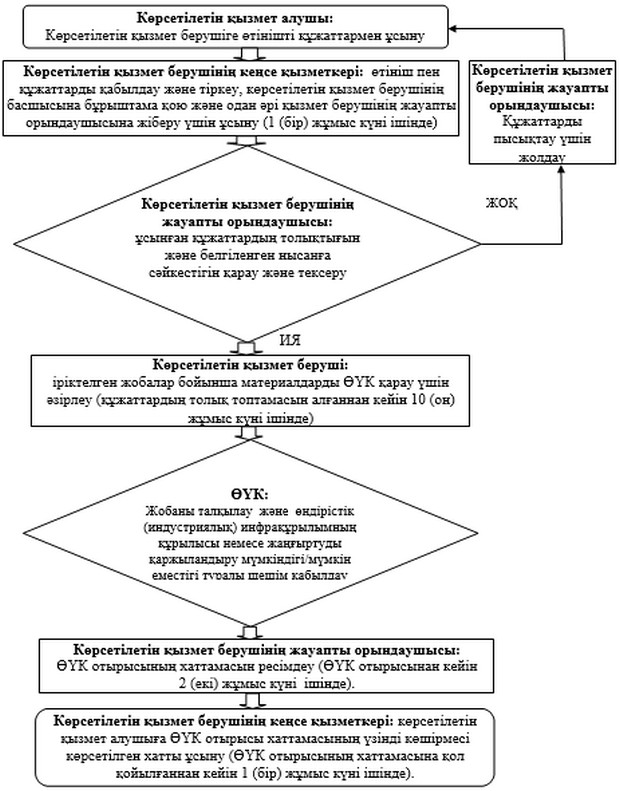 Көрсетілетін қызмет алушы:
Көрсетілетін қызмет берушіге өтінішті құжаттармен ұсыну
Көрсетілетін қызмет берушінің кеңсе қызметкері: өтініш пен
құжаттарды қабылдау және тіркеу, көрсетілетін қызмет берушінің
басшысына бұрыштама қою және одан әрі қызмет берушінің жауапты
орындаушысына жіберу үшін ұсыну (1 (бір) жұмыс күні ішінде)
Көрсетілетін қызмет
берушінің жауапты
орындаушысы:
Құжаттарды
пысықтау үшін
жолдау
Көрсетілетін қызмет берушінің
жауапты орындаушысы:
ұсынған құжаттардың толықтығын
және белгіленген нысанға
сәйкестігін қарау және тексеру
ЖОҚ
ИЯ
Көрсетілетін қызмет беруші:
іріктелген жобалар бойынша материалдарды ӨҮК қарау үшін
әзірлеу (құжаттардың толық топтамасын алғаннан кейін 10 (он)
жұмыс күні ішінде)
ӨҮК:
Жобаны талқылау және өндірістік
(индустриялық) инфрақұрылымның
құрылысы немесе жаңғыртуды
қаржыландыру мүмкіндігі/мүмкін
еместігі туралы шешім қабылдау
Көрсетілетін қызмет берушінің жауапты орындаушысы:
ӨҮК отырысының хаттамасын ресімдеу (ӨҮК отырысынан кейін
2 (екі) жұмыс күні ішінде).
Көрсетілетін қызмет берушінің кеңсе қызметкері: көрсетілетін
қызмет алушыға ӨҮК отырысы хаттамасының үзінді көшірмесі
көрсетілген хатты ұсыну (ӨҮК отырысының хаттамасына қол
қойылғаннан кейін 1 (бір) жұмыс күні ішінде).